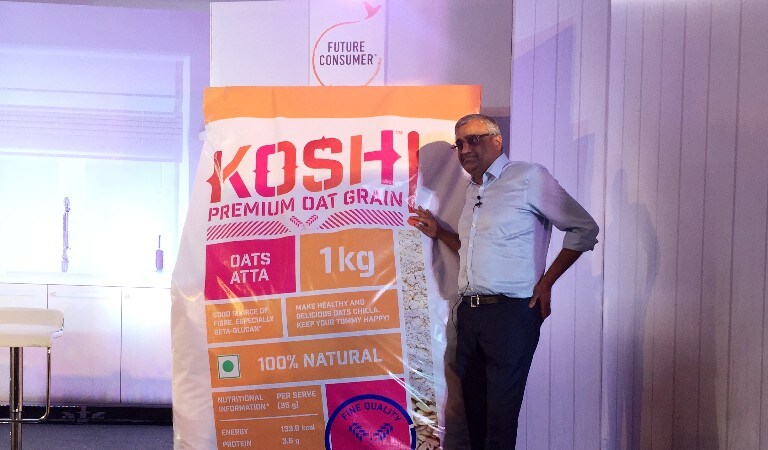 FUTURE
CONSUMER™
KOSHI™
PREMIUM OAT GRAIN
OATS
ATTA
1kg
GOOD SOURCE OF
FIBRE, ESPECIALLY
BETA-GLUCAN*
MAKE HEALTHY AND
DELICIOUS OATS CHILLA.
KEEP YOUR TUMMY HAPPY!
100% NATURAL
NUTRITIONAL
INFORMATION*
PER SERVE
(35 g)
ENERGY
133.0 kcal
PROTEIN
3.6 g
FINE QUALITY